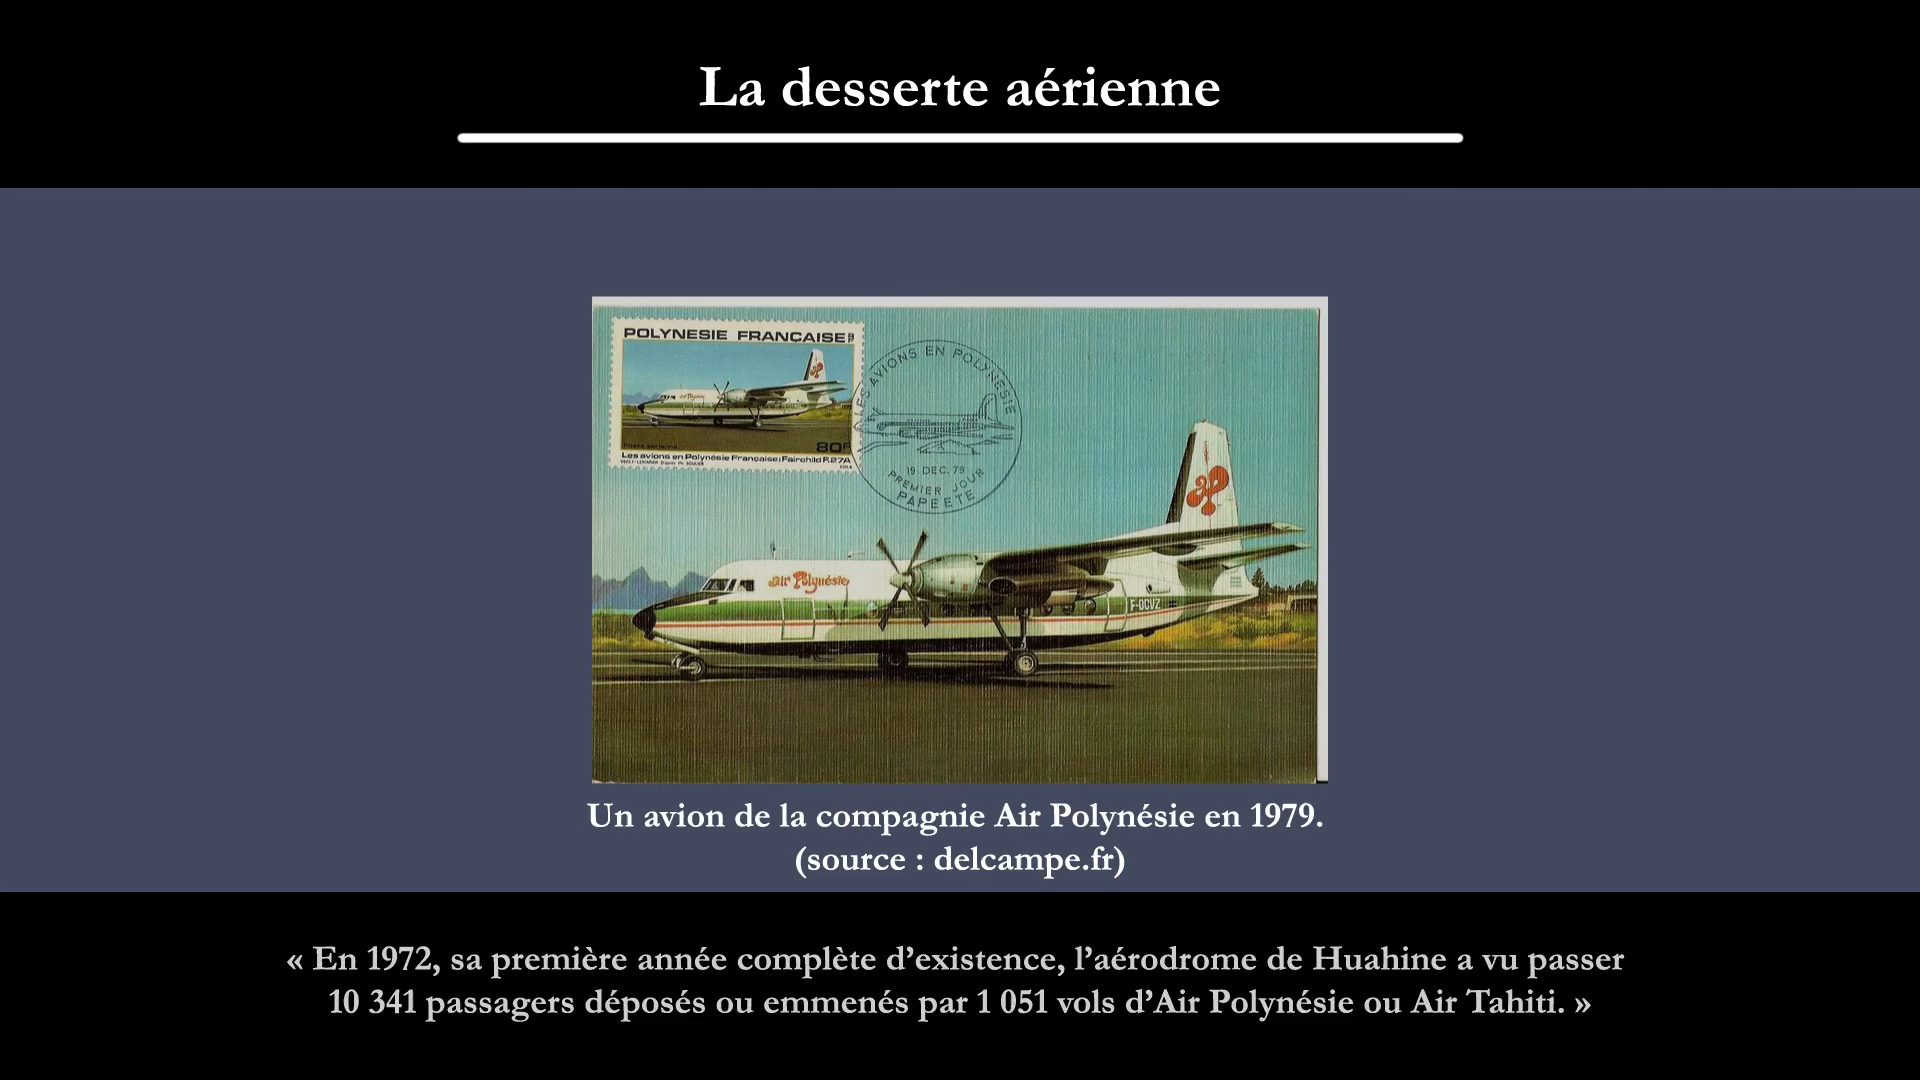 La desserte aérienne
POLYNESIE FRANÇAISE
80F
Les avions en Polynésie Française: Fairchild F.27A
LES AVIONS EN POLYNESIE
19 DEC. 79
PREMIER JOUR
PAPEETE
air Polynésie
F-OCVZ
Un avion de la compagnie Air Polynésie en 1979.
(source : delcampe.fr)
« En 1972, sa première année complète d’existence, l’aérodrome de Huahine a vu passer
10 341 passagers déposés ou emmenés par 1 051 vols d’Air Polynésie ou Air Tahiti. »